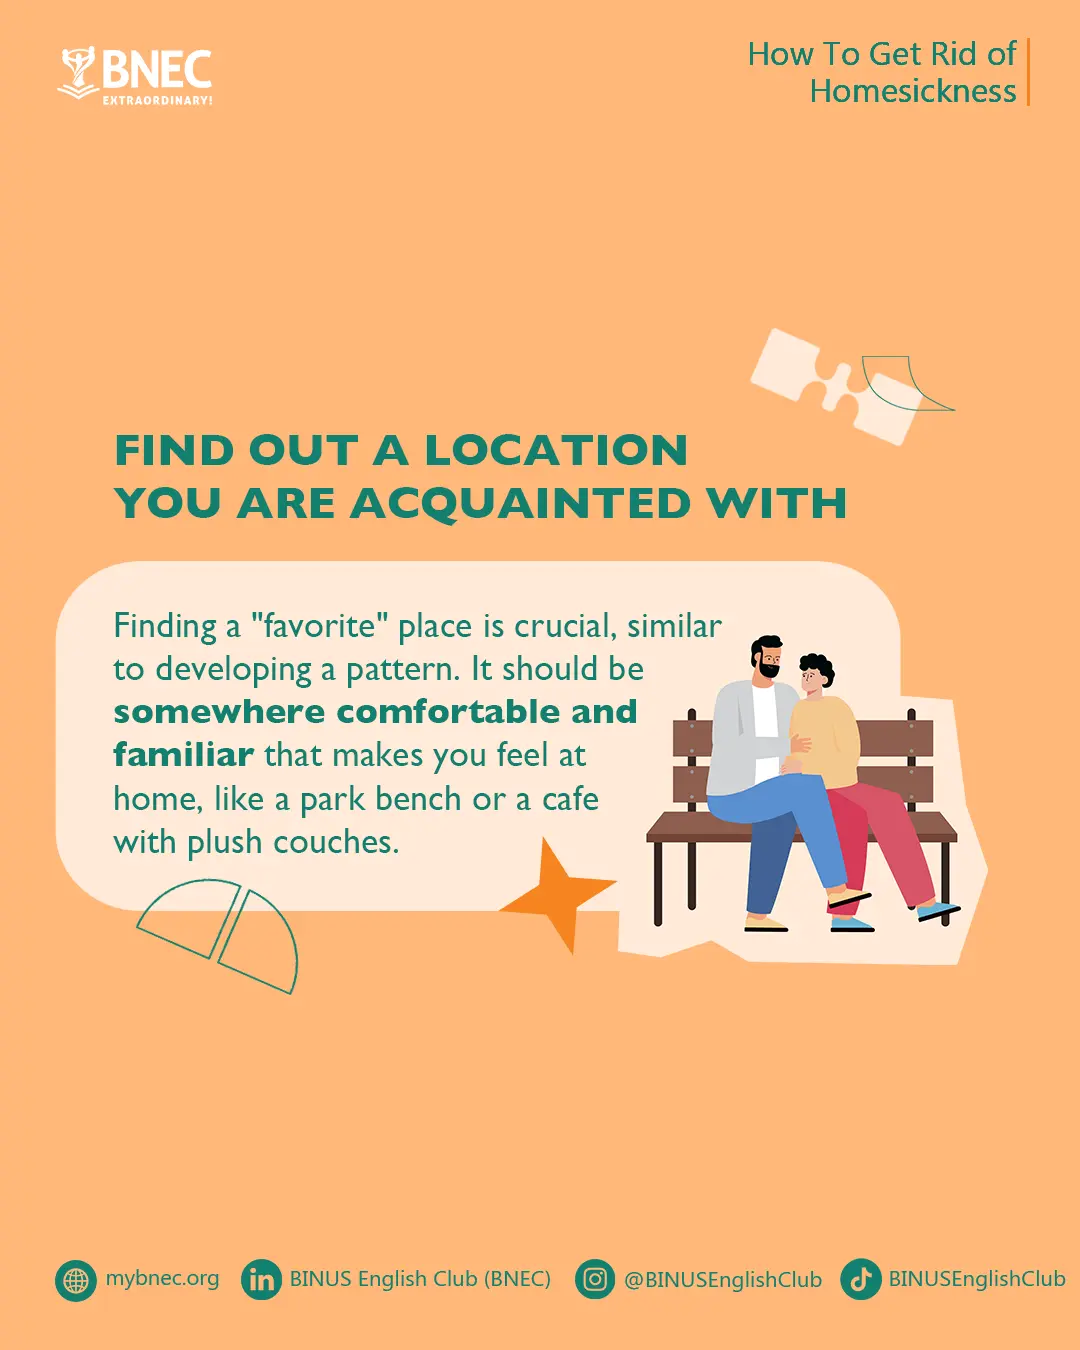 BNEC
EXTRAORDINARY!
How To Get Rid of
Homesickness
FIND OUT A LOCATION
YOU ARE ACQUAINTED WITH
Finding a "favorite" place is crucial, similar
to developing a pattern. It should be
somewhere comfortable and
familiar that makes you feel at
home, like a park bench or a cafe
with plush couches.
mybnec.org
in BINUS English Club (BNEC)
@BINUSEnglishClub
BINUSEnglishClub